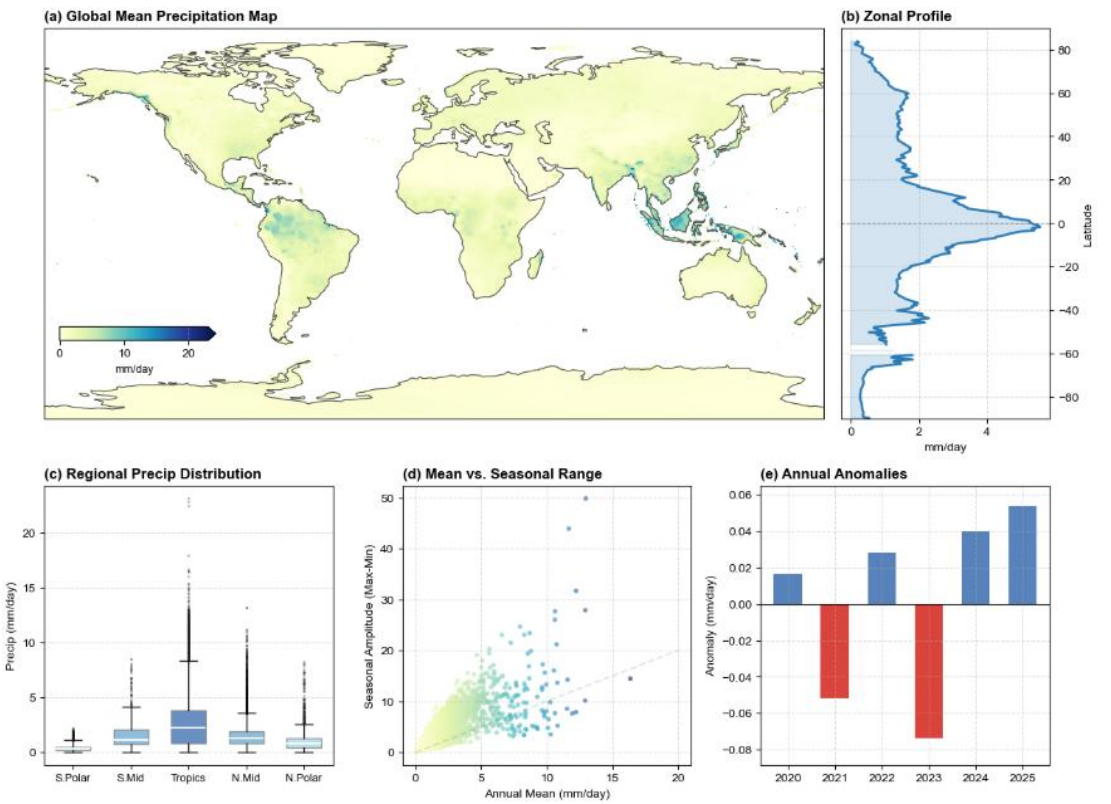 (a) Global Mean Precipitation Map
0 10 20
mm/day
(b) Zonal Profile
80
60
40
20
0
−20
−40
−60
−80
Latitude
0 2 4
mm/day
(c) Regional Precip Distribution
Precip (mm/day)
20
15
10
5
0
S.Polar S.Mid Tropics N.Mid N.Polar
(d) Mean vs. Seasonal Range
Seasonal Amplitude (Max-Min)
50
40
30
20
10
0
0 5 10 15 20
Annual Mean (mm/day)
(e) Annual Anomalies
Anomaly (mm/day)
0.06
0.04
0.02
0.00
−0.02
−0.04
−0.06
−0.08
2020 2021 2022 2023 2024 2025